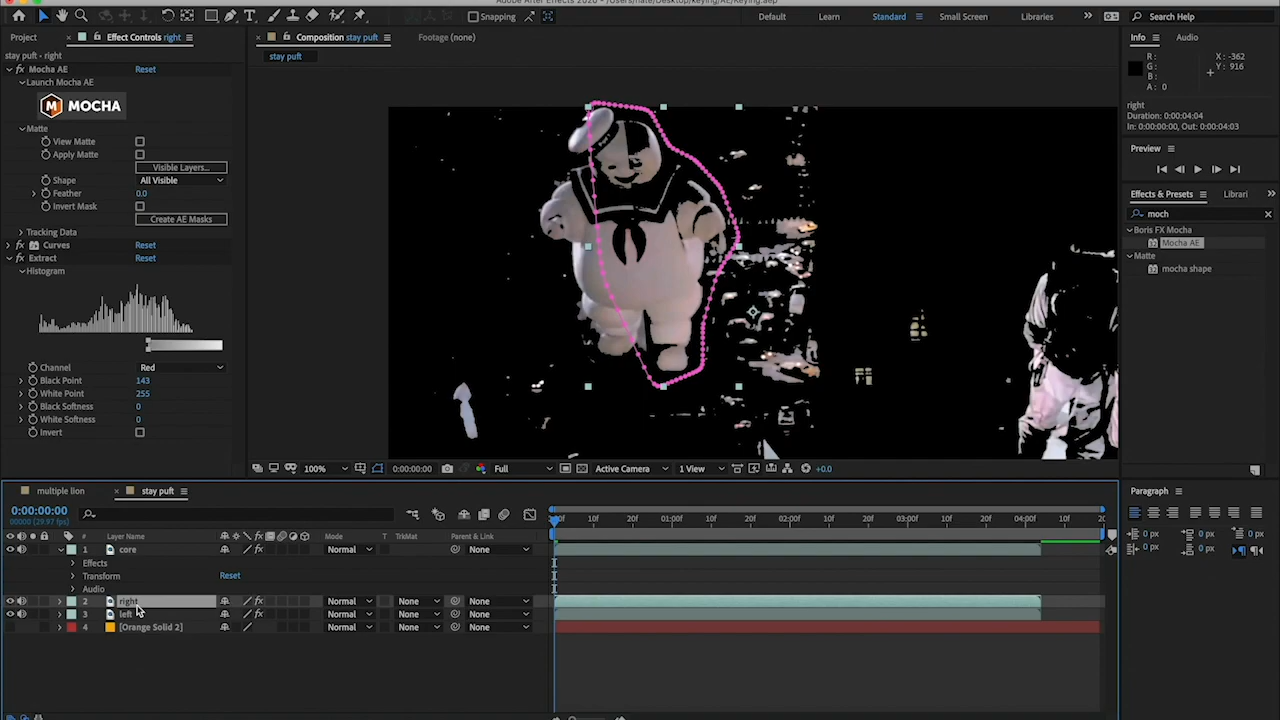 Adobe After Effects 2020 - /Users/nate/Desktop/keying/AE/Keying.aep
Snapping
Default
Learn
Standard
Small Screen
Libraries
Search Help
Project
Effect Controls right
Composition stay puft
Footage (none)
Info
Audio
stay puft • right
stay puft
Mocha AE
Reset
Launch Mocha AE
MOCHA
Matte
View Matte
Apply Matte
Visible Layers...
Shape
All Visible
Feather
0.0
Invert Mask
Create AE Masks
Tracking Data
Curves
Reset
Extract
Reset
Histogram
Channel
Red
Black Point
143
White Point
255
Black Softness
0
White Softness
0
Invert
R :
G :
B :
A : 0
X : -362
Y : 916
right
Duration: 0:00:04:04
In: 0:00:00:00, Out: 0:00:04:03
Preview
Effects & Presets
Librari
moch
Boris FX Mocha
Mocha AE
Matte
mocha shape
100%
0:00:00:00
Full
Active Camera
1 View
+0.0
multiple lion
stay puft
0:00:00:00
00000 (29.97 fps)
# Layer Name
Mode
T TrkMat
Parent & Link
10f 20f 01:00f 10f 20f 02:00f 10f 20f 03:00f 10f 20f 04:00f 10f
1 core
Normal
None
Effects
Transform
Reset
Audio
2 right
Normal
None
None
3 left
Normal
None
None
4 [Orange Solid 2]
Normal
None
None
Paragraph
0 px
0 px
0 px
0 px
0 px